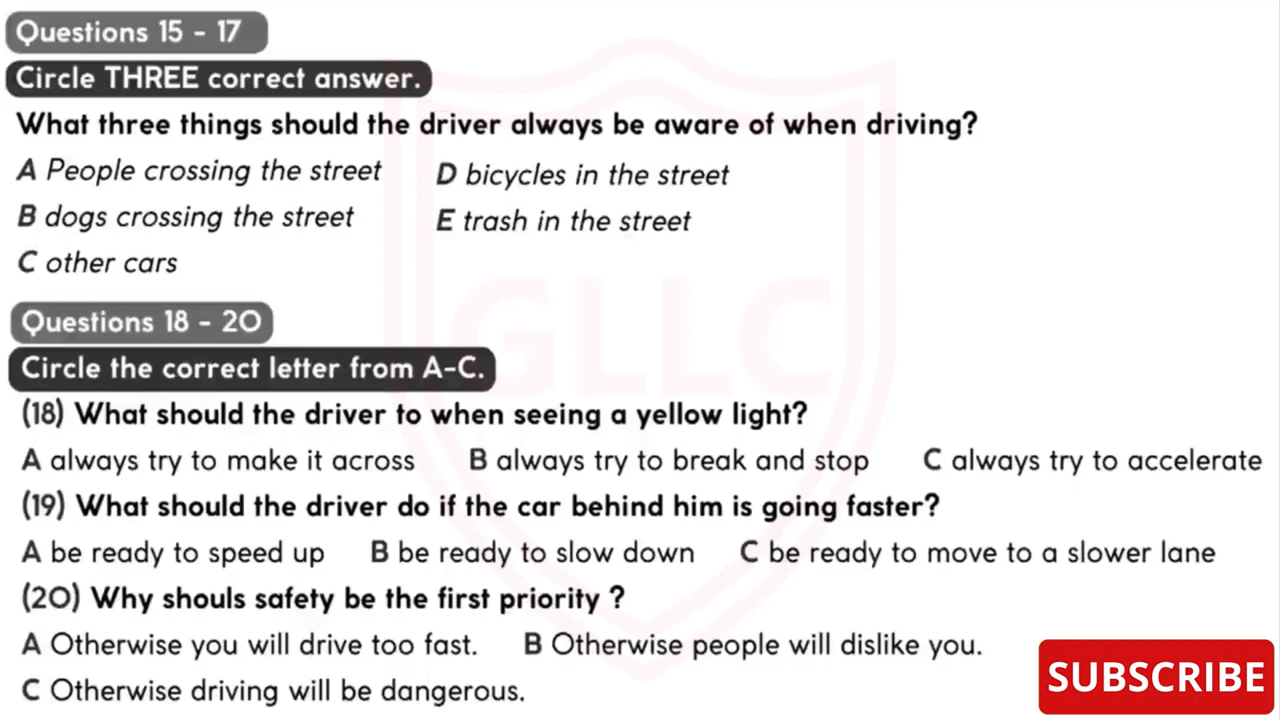 Questions 15 - 17
Circle THREE correct answer.
What three things should the driver always be aware of when driving?
A People crossing the street D bicycles in the street
B dogs crossing the street E trash in the street
C other cars
GLLC
Questions 18 - 20
Circle the correct letter from A-C.
(18) What should the driver to when seeing a yellow light?
A always try to make it across B always try to break and stop C always try to accelerate
(19) What should the driver do if the car behind him is going faster?
A be ready to speed up B be ready to slow down C be ready to move to a slower lane
(20) Why shouls safety be the first priority ?
A Otherwise you will drive too fast. B Otherwise people will dislike you.
C Otherwise driving will be dangerous.
SUBSCRIBE